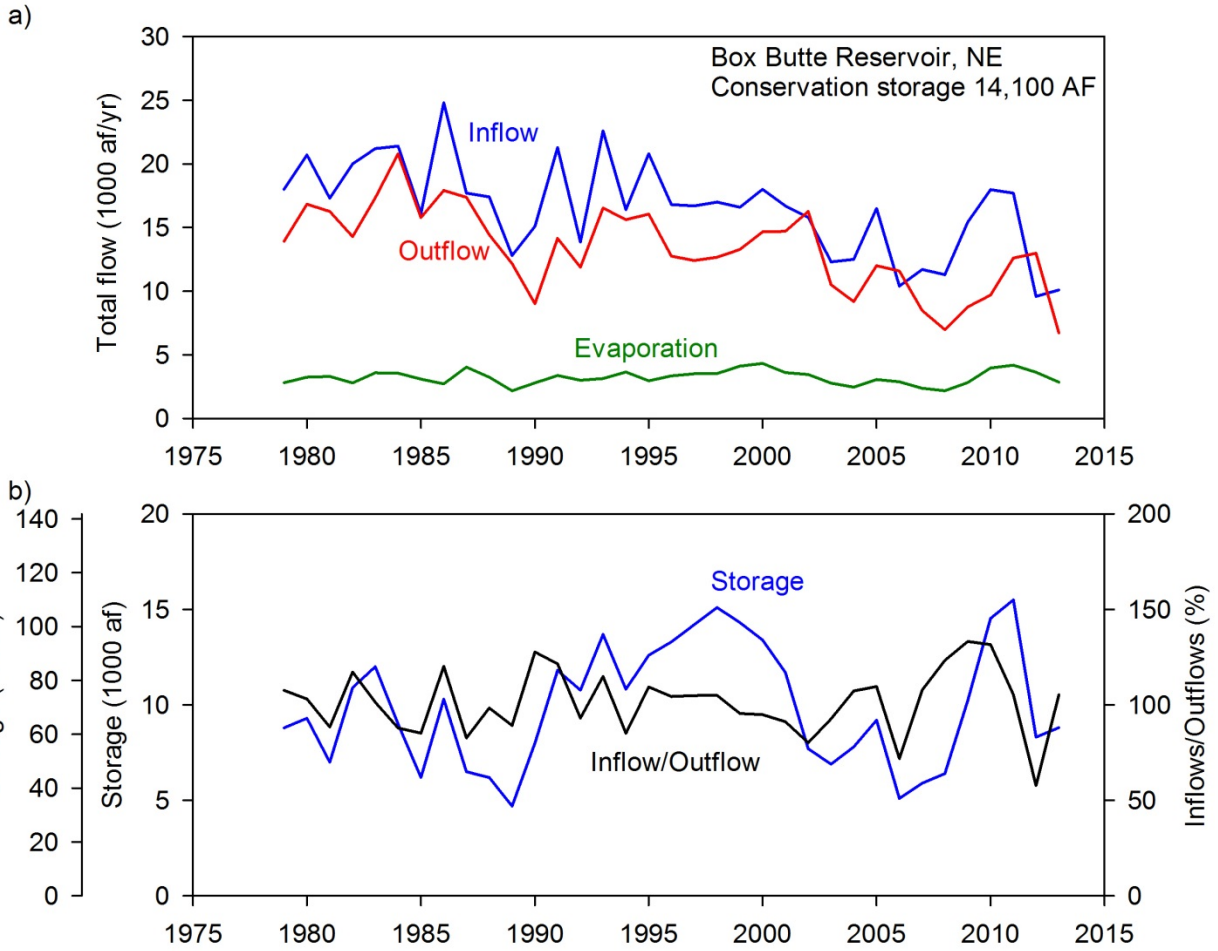 a)
30
25
20
15
10
5
0
Total flow (1000 af/yr)
Box Butte Reservoir, NE
Conservation storage 14,100 AF
Inflow
Outflow
Evaporation
1975 1980 1985 1990 1995 2000 2005 2010 2015
b)
140
120
100
80
60
40
20
0
Storage (1000 af)
20
15
10
5
0
Storage
Inflow/Outflow
200
150
100
50
0
Inflows/Outflows (%)
1975 1980 1985 1990 1995 2000 2005 2010 2015